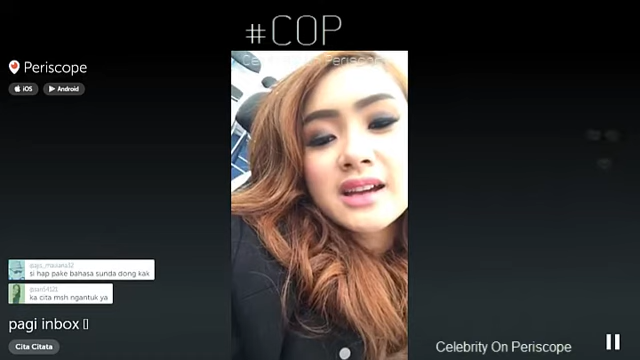 #COP
Periscope
iOS
Android
si hap pake bahasa sunda dong kak
ka cita msh ngantuk ya
pagi inbox
Cita Citata
Celebrity On Periscope